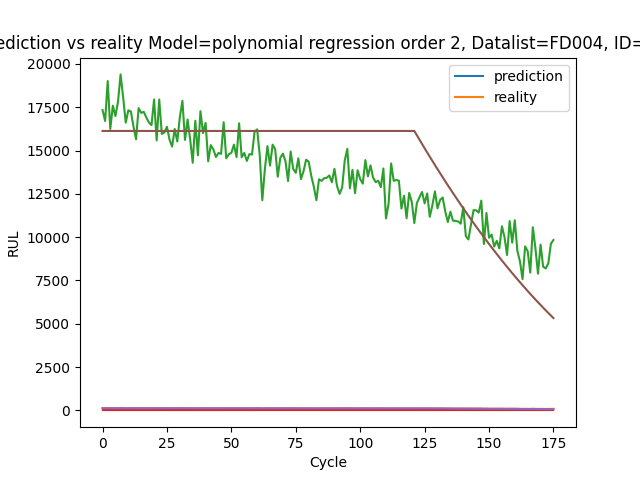 ediction vs reality Model=polynomial regression order 2, Datalist=FD004, ID=
20000
17500
15000
12500
10000
7500
5000
2500
0
RUL
prediction
reality
0 25 50 75 100 125 150 175
Cycle